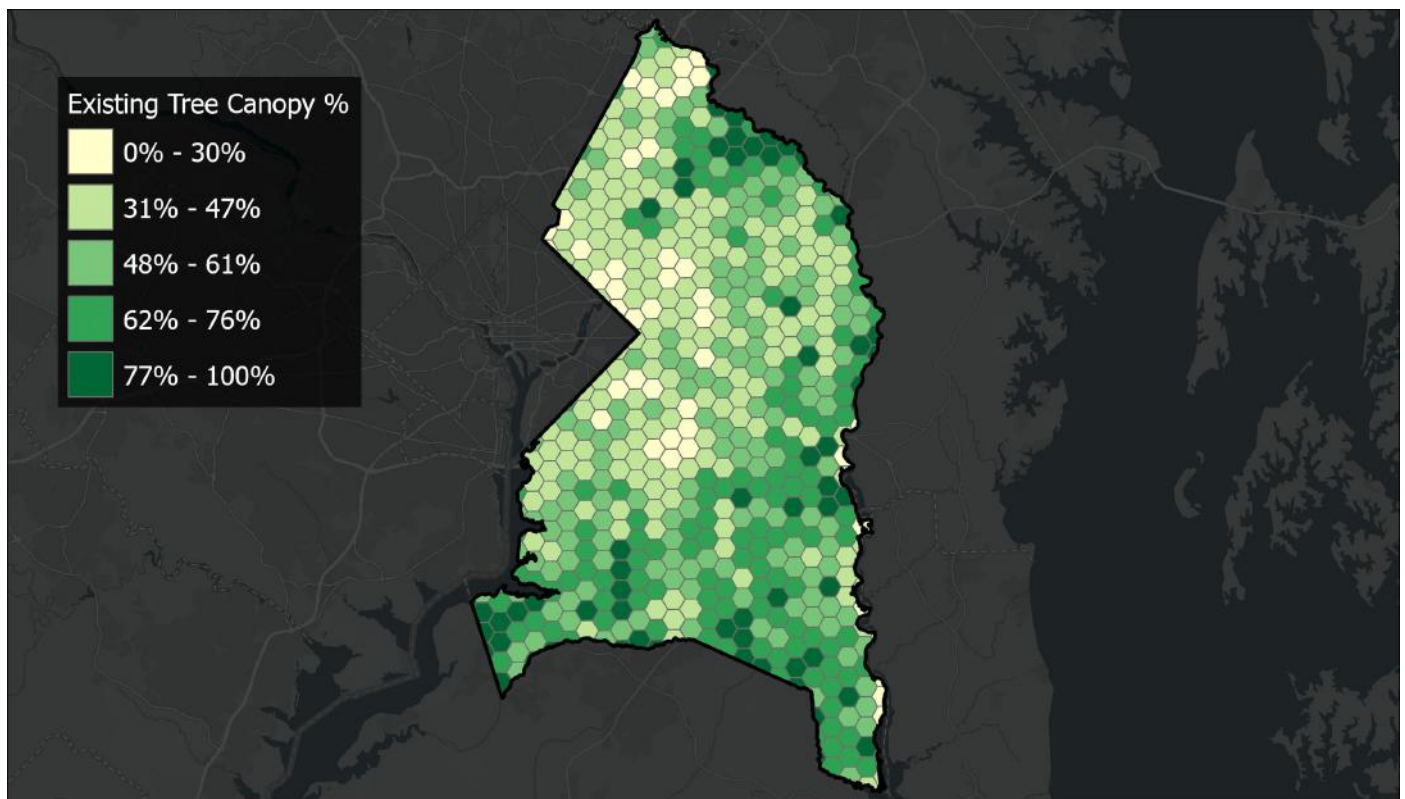 Existing Tree Canopy %
0% - 30%
31% - 47%
48% - 61%
62% - 76%
77% - 100%